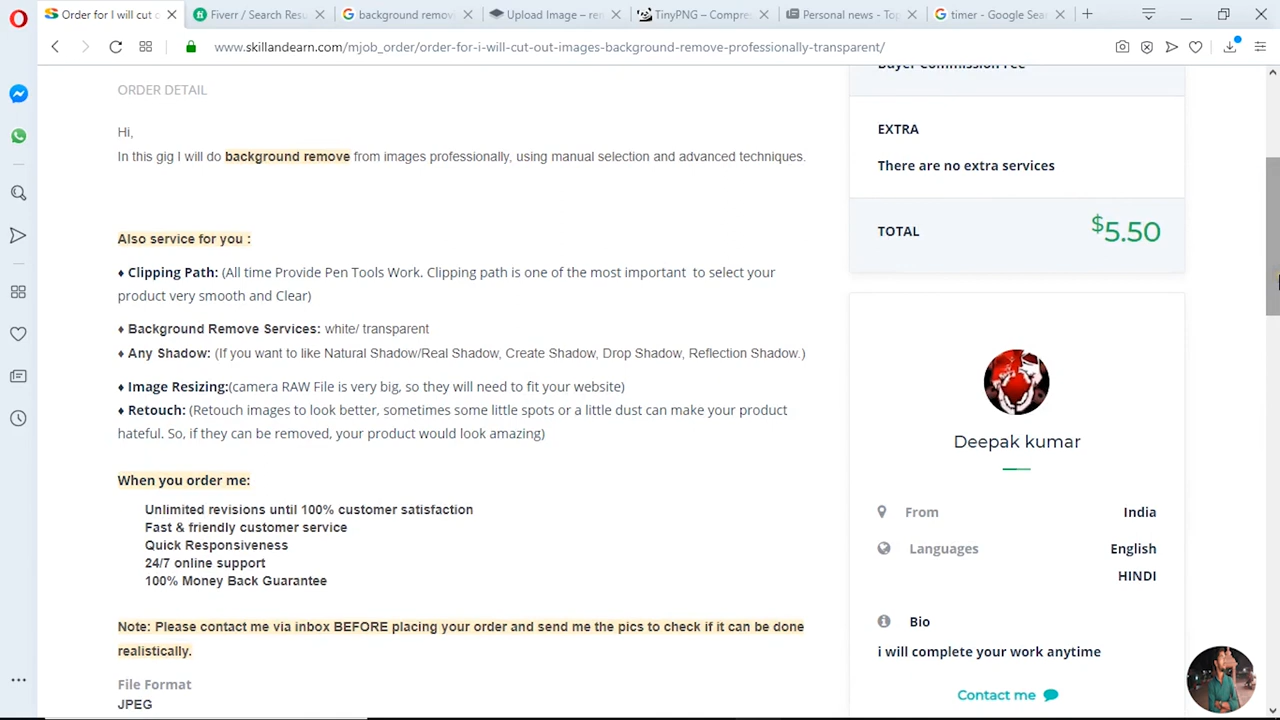 Order for I will cut o
Fiverr / Search Resu
background remov
Upload Image – rem
TinyPNG – Compres
Personal news - Top
timer - Google Sear
www.skillandearn.com/mjob_order/order-for-i-will-cut-out-images-background-remove-professionally-transparent/
ORDER DETAIL
Hi,
In this gig I will do background remove from images professionally, using manual selection and advanced techniques.
Also service for you :
♦ Clipping Path: (All time Provide Pen Tools Work. Clipping path is one of the most important to select your
product very smooth and Clear)
♦ Background Remove Services: white/ transparent
♦ Any Shadow: (If you want to like Natural Shadow/Real Shadow, Create Shadow, Drop Shadow, Reflection Shadow.)
♦ Image Resizing:(camera RAW File is very big, so they will need to fit your website)
♦ Retouch: (Retouch images to look better, sometimes some little spots or a little dust can make your product
hateful. So, if they can be removed, your product would look amazing)
When you order me:
Unlimited revisions until 100% customer satisfaction
Fast & friendly customer service
Quick Responsiveness
24/7 online support
100% Money Back Guarantee
Note: Please contact me via inbox BEFORE placing your order and send me the pics to check if it can be done
realistically.
File Format
JPEG
Buyer Commission Fee
EXTRA
There are no extra services
TOTAL
$5.50
Deepak kumar
From India
Languages English
HINDI
Bio
i will complete your work anytime
Contact me